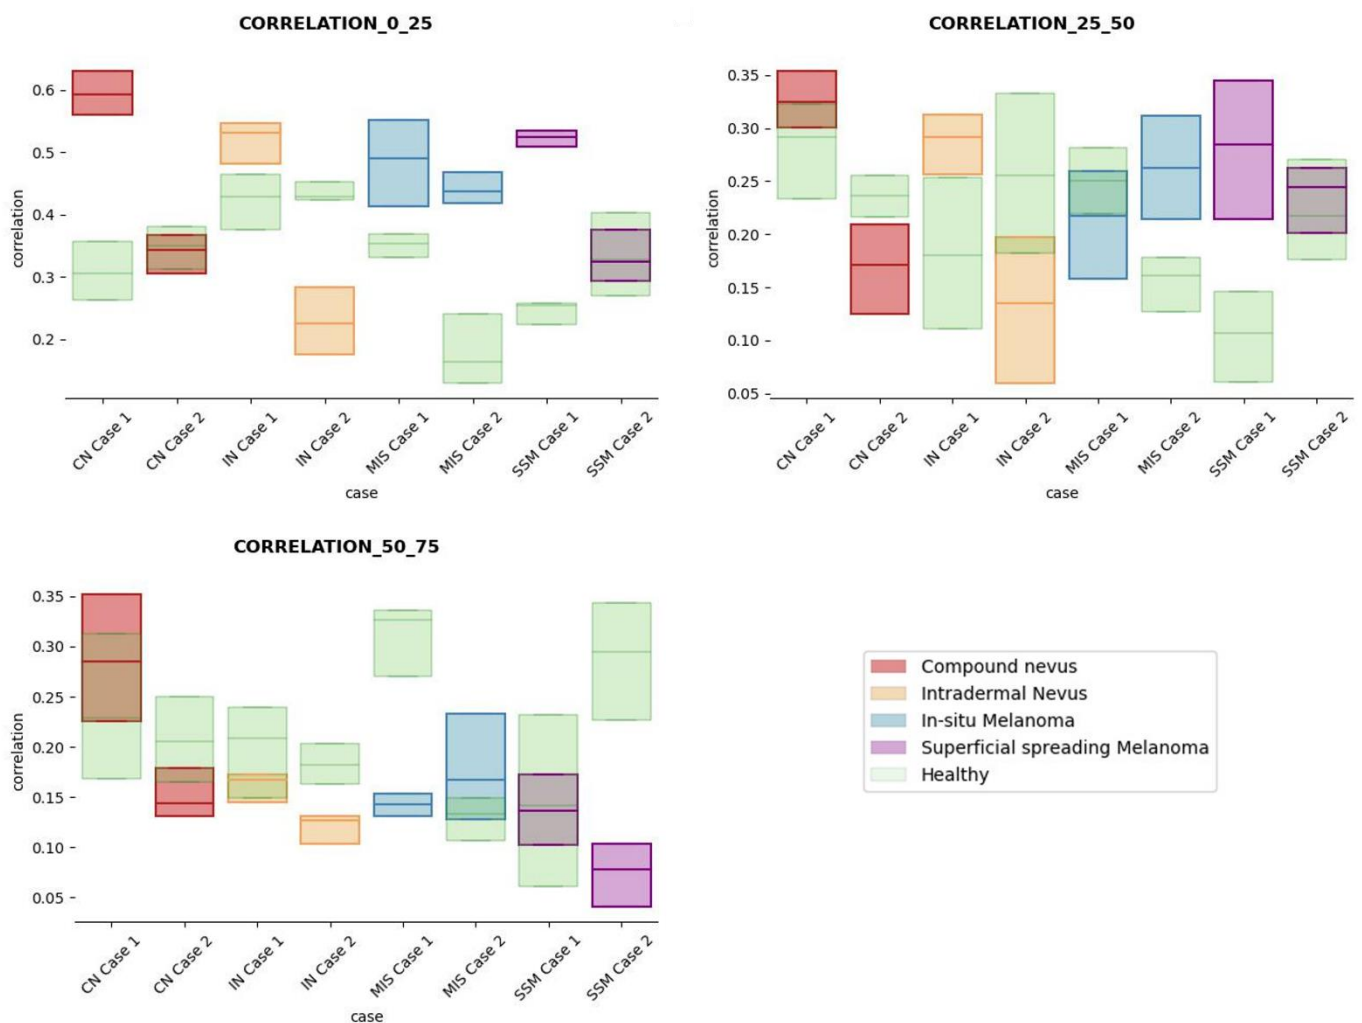 CORRELATION_0_25
0.6
0.5
0.4
0.3
0.2
correlation
CN Case 1
CN Case 2
IN Case 1
IN Case 2
MIS Case 1
MIS Case 2
SSM Case 1
SSM Case 2
case
CORRELATION_25_50
0.35
0.30
0.25
0.20
0.15
0.10
0.05
correlation
CN Case 1
CN Case 2
IN Case 1
IN Case 2
MIS Case 1
MIS Case 2
SSM Case 1
SSM Case 2
case
CORRELATION_50_75
0.35
0.30
0.25
0.20
0.15
0.10
0.05
correlation
CN Case 1
CN Case 2
IN Case 1
IN Case 2
MIS Case 1
MIS Case 2
SSM Case 1
SSM Case 2
case
Compound nevus
Intradermal Nevus
In-situ Melanoma
Superficial spreading Melanoma
Healthy